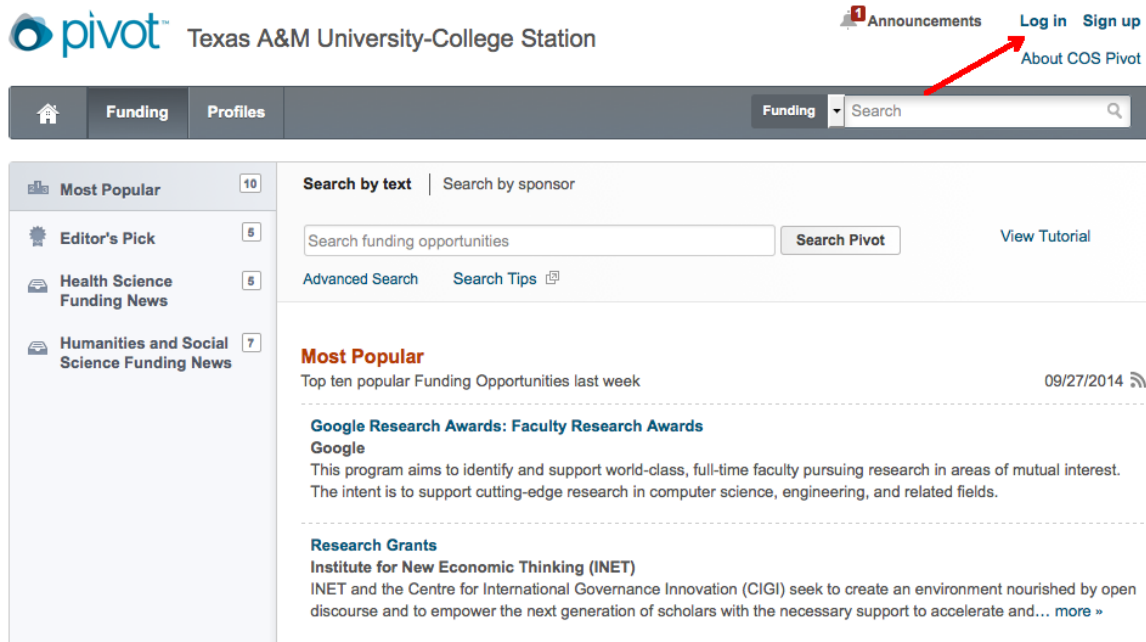 pivot™ Texas A&M University-College Station
1 Announcements Log in Sign up
About COS Pivot
Funding Profiles
Funding Search
Most Popular 10
Editor's Pick 5
Health Science 5
Funding News
Humanities and Social 7
Science Funding News
Search by text Search by sponsor
Search funding opportunities Search Pivot View Tutorial
Advanced Search Search Tips
Most Popular
Top ten popular Funding Opportunities last week 09/27/2014
Google Research Awards: Faculty Research Awards
Google
This program aims to identify and support world-class, full-time faculty pursuing research in areas of mutual interest.
The intent is to support cutting-edge research in computer science, engineering, and related fields.
Research Grants
Institute for New Economic Thinking (INET)
INET and the Centre for International Governance Innovation (CIGI) seek to create an environment nourished by open
discourse and to empower the next generation of scholars with the necessary support to accelerate and... more »